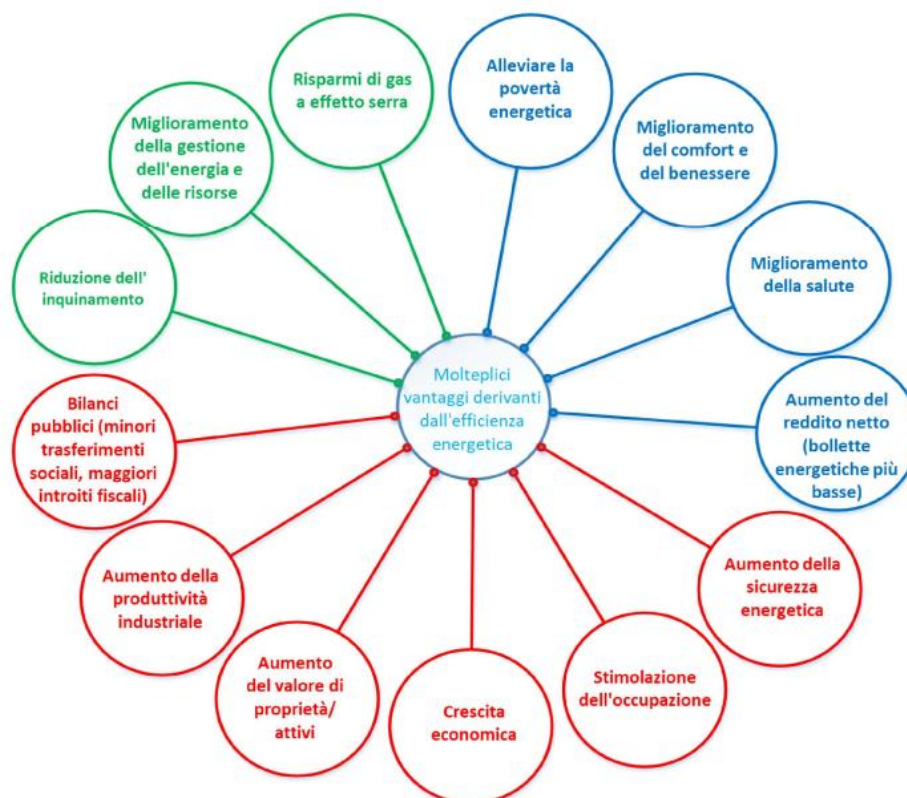 Risparmi di gas
a effetto serra
Alleviare la
povertà
energetica
Miglioramento
della gestione
dell'energia e
delle risorse
Miglioramento
del comfort e
del benessere
Riduzione dell'
inquinamento
Miglioramento
della salute
Molteplici
vantaggi derivanti
dall'efficienza
energetica
Bilanci
pubblici (minori
trasferimenti
sociali, maggiori
introiti fiscali)
Aumento del
reddito netto
(bollette
energetiche più
basse)
Aumento della
produttività
industriale
Aumento della
sicurezza
energetica
Aumento
del valore di
proprietà/
attivi
Crescita
economica
Stimolazione
dell'occupazione